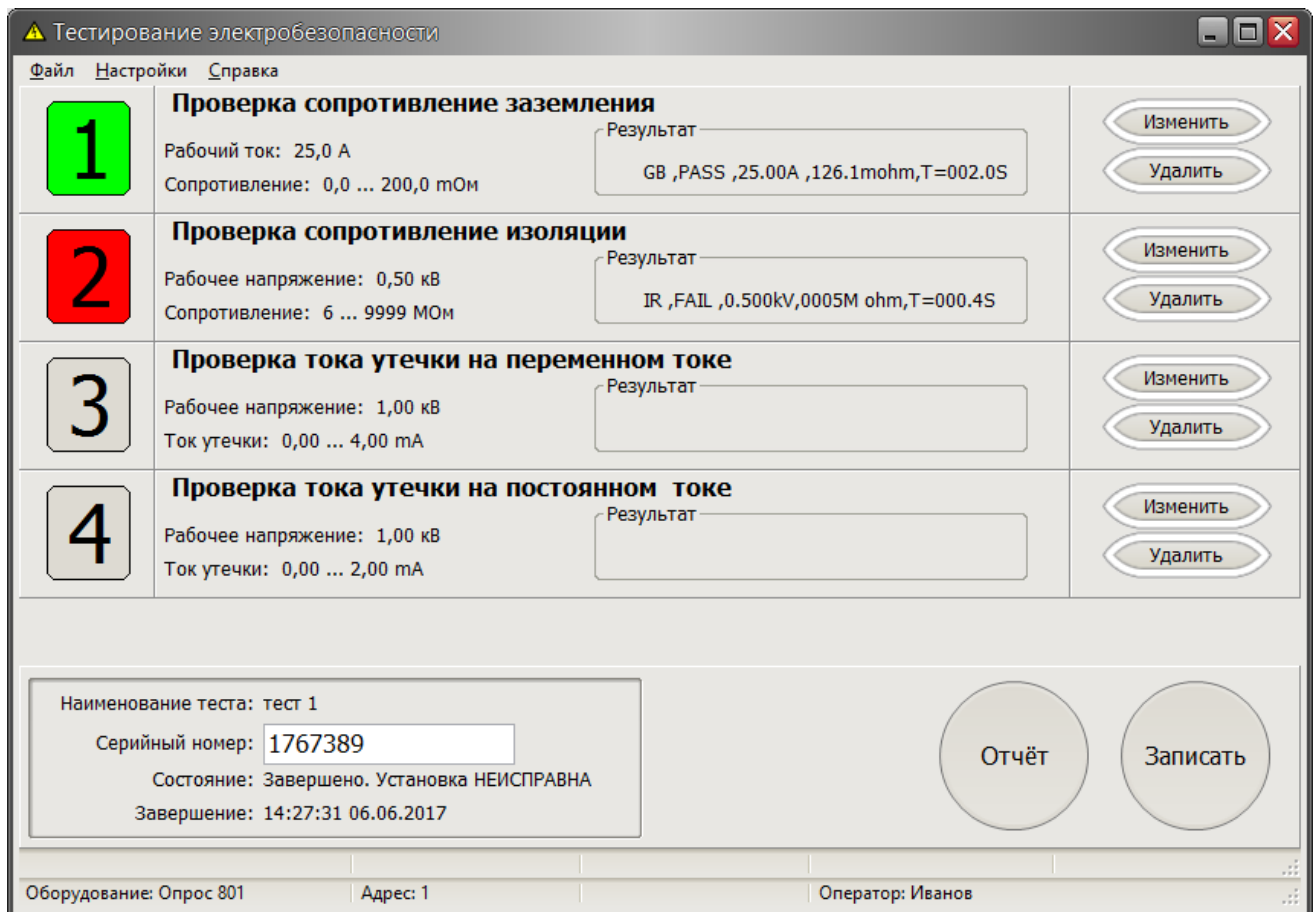 Тестирование электробезопасности
Файл Настройки Справка
1
Проверка сопротивление заземления
Рабочий ток: 25,0 А
Сопротивление: 0,0 ... 200,0 mОм
Результат
GB ,PASS ,25.00A ,126.1mohm,T=002.0S
Изменить
Удалить
2
Проверка сопротивление изоляции
Рабочее напряжение: 0,50 кВ
Сопротивление: 6 ... 9999 МОм
Результат
IR ,FAIL ,0.500kV,0005M ohm,T=000.4S
Изменить
Удалить
3
Проверка тока утечки на переменном токе
Рабочее напряжение: 1,00 кВ
Ток утечки: 0,00 ... 4,00 mA
Результат
Изменить
Удалить
4
Проверка тока утечки на постоянном токе
Рабочее напряжение: 1,00 кВ
Ток утечки: 0,00 ... 2,00 mA
Результат
Изменить
Удалить
Наименование теста: тест 1
Серийный номер: 1767389
Состояние: Завершено. Установка НЕИСПРАВНА
Завершение: 14:27:31 06.06.2017
Отчёт
Записать
Оборудование: Опрос 801 Адрес: 1 Оператор: Иванов